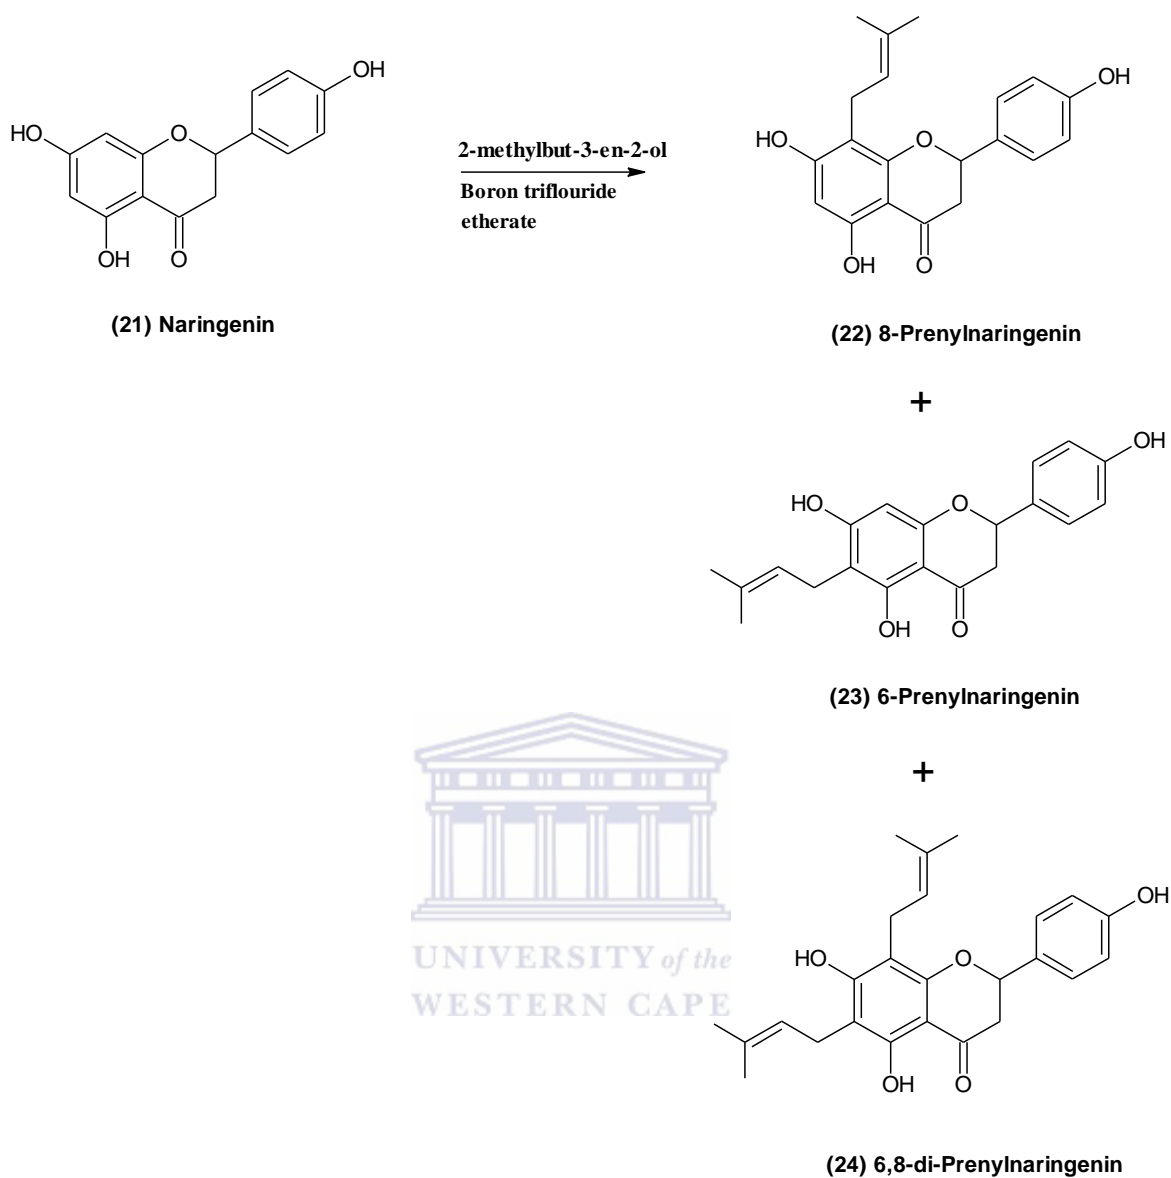 OH
HO
O
OH
O
(21) Naringenin
2-methylbut-3-en-2-ol
Boron triflouride
etherate
OH
HO
O
OH
O
(22) 8-Prenylnaringenin
+
OH
HO
O
OH
O
(23) 6-Prenylnaringenin
+
OH
HO
O
OH
O
(24) 6,8-di-Prenylnaringenin
UNIVERSITY of the
WESTERN CAPE